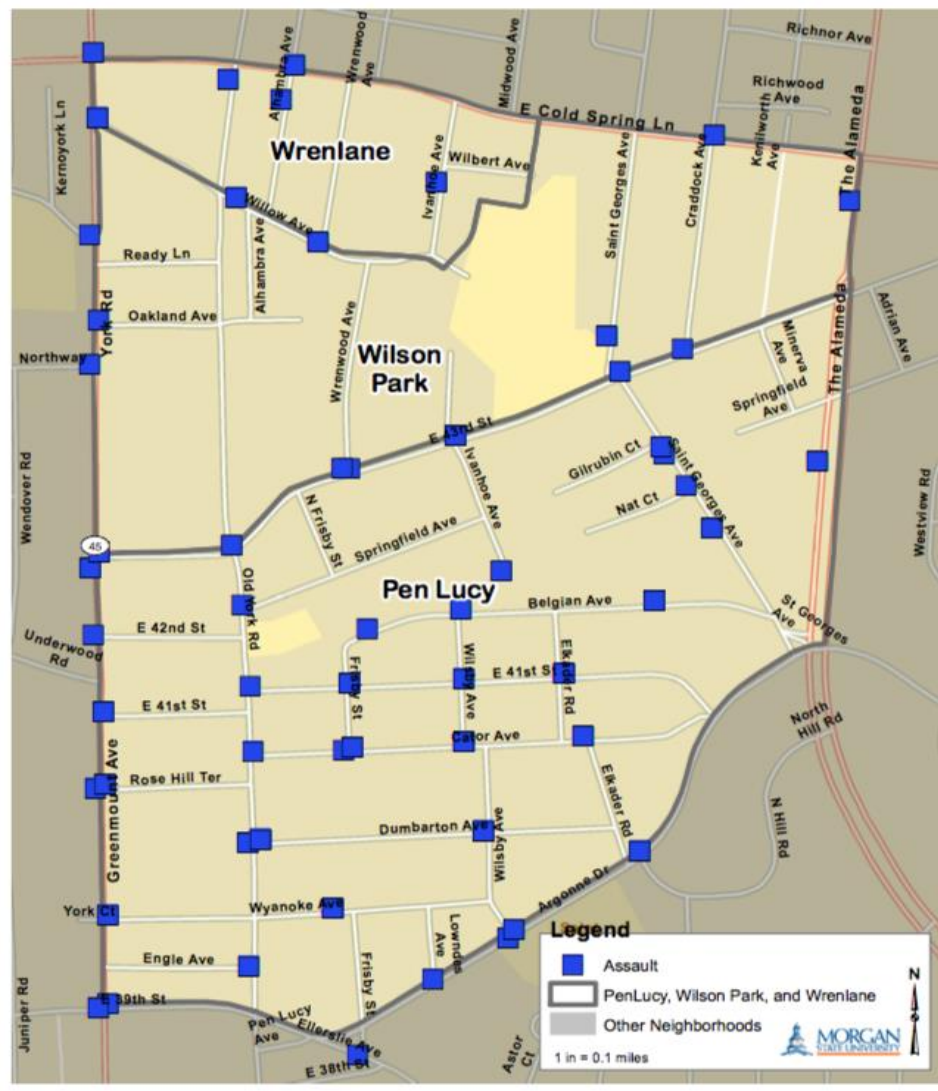 Richnor Ave
Alhambra Ave
Wrenwood Ave
Midwood Ave
Richwood Ave
Kernoyork Ln
E Cold Spring Ln
Kenilworth Ave
The Alameda
Wrenlane
Wilbert Ave
Ivanhoe Ave
Saint Georges Ave
Craddock Ave
Willow Ave
Alhambra Ave
Ready Ln
York Rd
Oakland Ave
Wrenwood Ave
Wilson
Park
Northway
Minerva Ave
The Alameda
Adrian Ave
Springfield Ave
E 43rd St
Ivanhoe Ave
Gilrubin Ct
Saint Georges Ave
Nat Ct
Wendover Rd
Westview Rd
N Frisby St
Springfield Ave
45
Old York Rd
Pen Lucy
Belgian Ave
St Georges Ave
E 42nd St
Underwood Rd
Frisby St
Wilsby Ave
E 41st St
Elkader Rd
E 41st St
North Hill Rd
Cator Ave
Greenmount Ave
Rose Hill Ter
Elkader Rd
N Hill Rd
Dumbarton Ave
Wilsby Ave
Argonne Dr
York Ct
Wyanoke Ave
Lowndes Ave
Engle Ave
Frisby St
Juniper Rd
E 39th St
Pen Lucy Ave
Ellerslie Ave
E 38th St
Astor Ct
Legend
Assault
PenLucy, Wilson Park, and Wrenlane
Other Neighborhoods
1 in = 0.1 miles
MORGAN
STATE UNIVERSITY
N